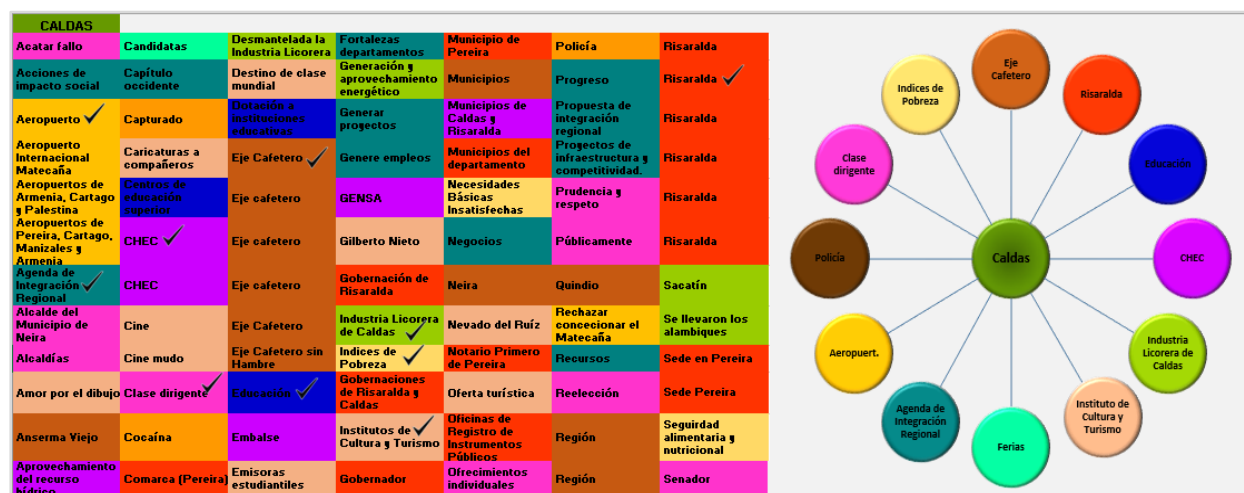 CALDAS
Acatar fallo
Candidatas
Desmantelada la
Industria Licorera
Fortalezas
departamentos
Municipio de
Pereira
Policía
Risaralda
Acciones de
impacto social
Capítulo
occidente
Destino de clase
mundial
Generación y
aprovechamiento
energético
Municipios
Progreso
Risaralda
Aeropuerto
Capturado
Dotación a
instituciones
educativas
Generar
proyectos
Municipios de
Caldas y
Risaralda
Propuesta de
integración
regional
Risaralda
Aeropuerto
Internacional
Matecaña
Caricaturas a
compañeros
Eje Cafetero
Genere empleos
Municipios del
departamento
Proyectos de
infraestructura y
competitividad.
Risaralda
Aeropuertos de
Armenia, Cartago
y Palestina
Centros de
educación
superior
Eje cafetero
GENSA
Necesidades
Básicas
Insatisfechas
Prudencia y
respeto
Risaralda
Aeropuertos de
Pereira, Cartago,
Manizales y
Armenia
CHEC
Eje cafetero
Gilberto Nieto
Negocios
Públicamente
Risaralda
Agenda de
Integración
Regional
CHEC
Eje cafetero
Gobernación de
Risaralda
Neira
Quindio
Sacatín
Alcalde del
Municipio de
Neira
Cine
Eje Cafetero
Industria Licorera
de Caldas
Nevado del Ruíz
Rechazar
concecionar el
Matecaña
Se llevaron los
alambiques
Alcaldías
Cine mudo
Eje Cafetero sin
Hambre
Indices de
Pobreza
Notario Primero
de Pereira
Recursos
Sede en Pereira
Amor por el dibujo
Clase dirigente
Educación
Gobernaciones
de Risaralda y
Caldas
Oferta turística
Reelección
Sede Pereira
Anserma Viejo
Cocaína
Embalse
Institutos de
Cultura y Turismo
Oficinas de
Registro de
Instrumentos
Públicos
Región
Seguirdad
alimentaria y
nutricional
Aprovechamiento
del recurso
hídrico
Comarca (Pereira)
Emisoras
estudiantiles
Gobernador
Ofrecimientos
individuales
Región
Senador
Eje
Cafetero
Risaralda
Educación
CHEC
Industria
Licorera de
Caldas
Instituto de
Cultura y
Turismo
Ferias
Agenda de
Integración
Regional
Aeropuert.
Policía
Clase
dirigente
Indices de
Pobreza
Caldas